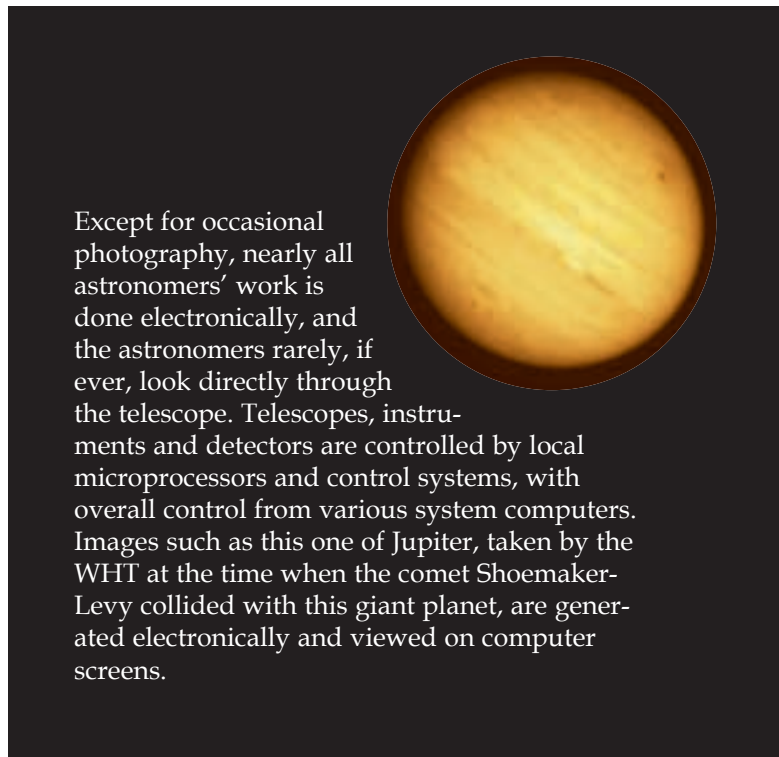 Except for occasional
photography, nearly all
astronomers’ work is
done electronically, and
the astronomers rarely, if
ever, look directly through
the telescope. Telescopes, instru-
ments and detectors are controlled by local
microprocessors and control systems, with
overall control from various system computers.
Images such as this one of Jupiter, taken by the
WHT at the time when the comet Shoemaker-
Levy collided with this giant planet, are gener-
ated electronically and viewed on computer
screens.